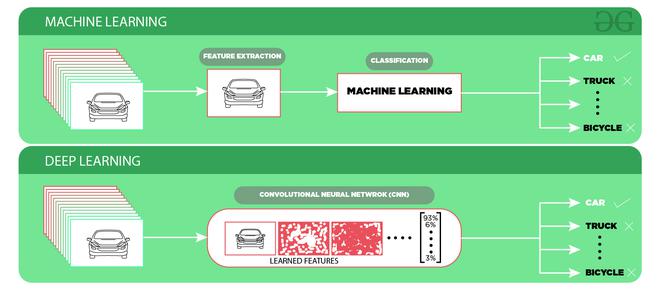 MACHINE LEARNING
FEATURE EXTRACTION
CLASSIFICATION
MACHINE LEARNING
CAR
TRUCK
BICYCLE
DEEP LEARNING
CONVOLUTIONAL NEURAL NETWROK (CNN)
LEARNED FEATURES
93%
6%
3%
CAR
TRUCK
BICYCLE